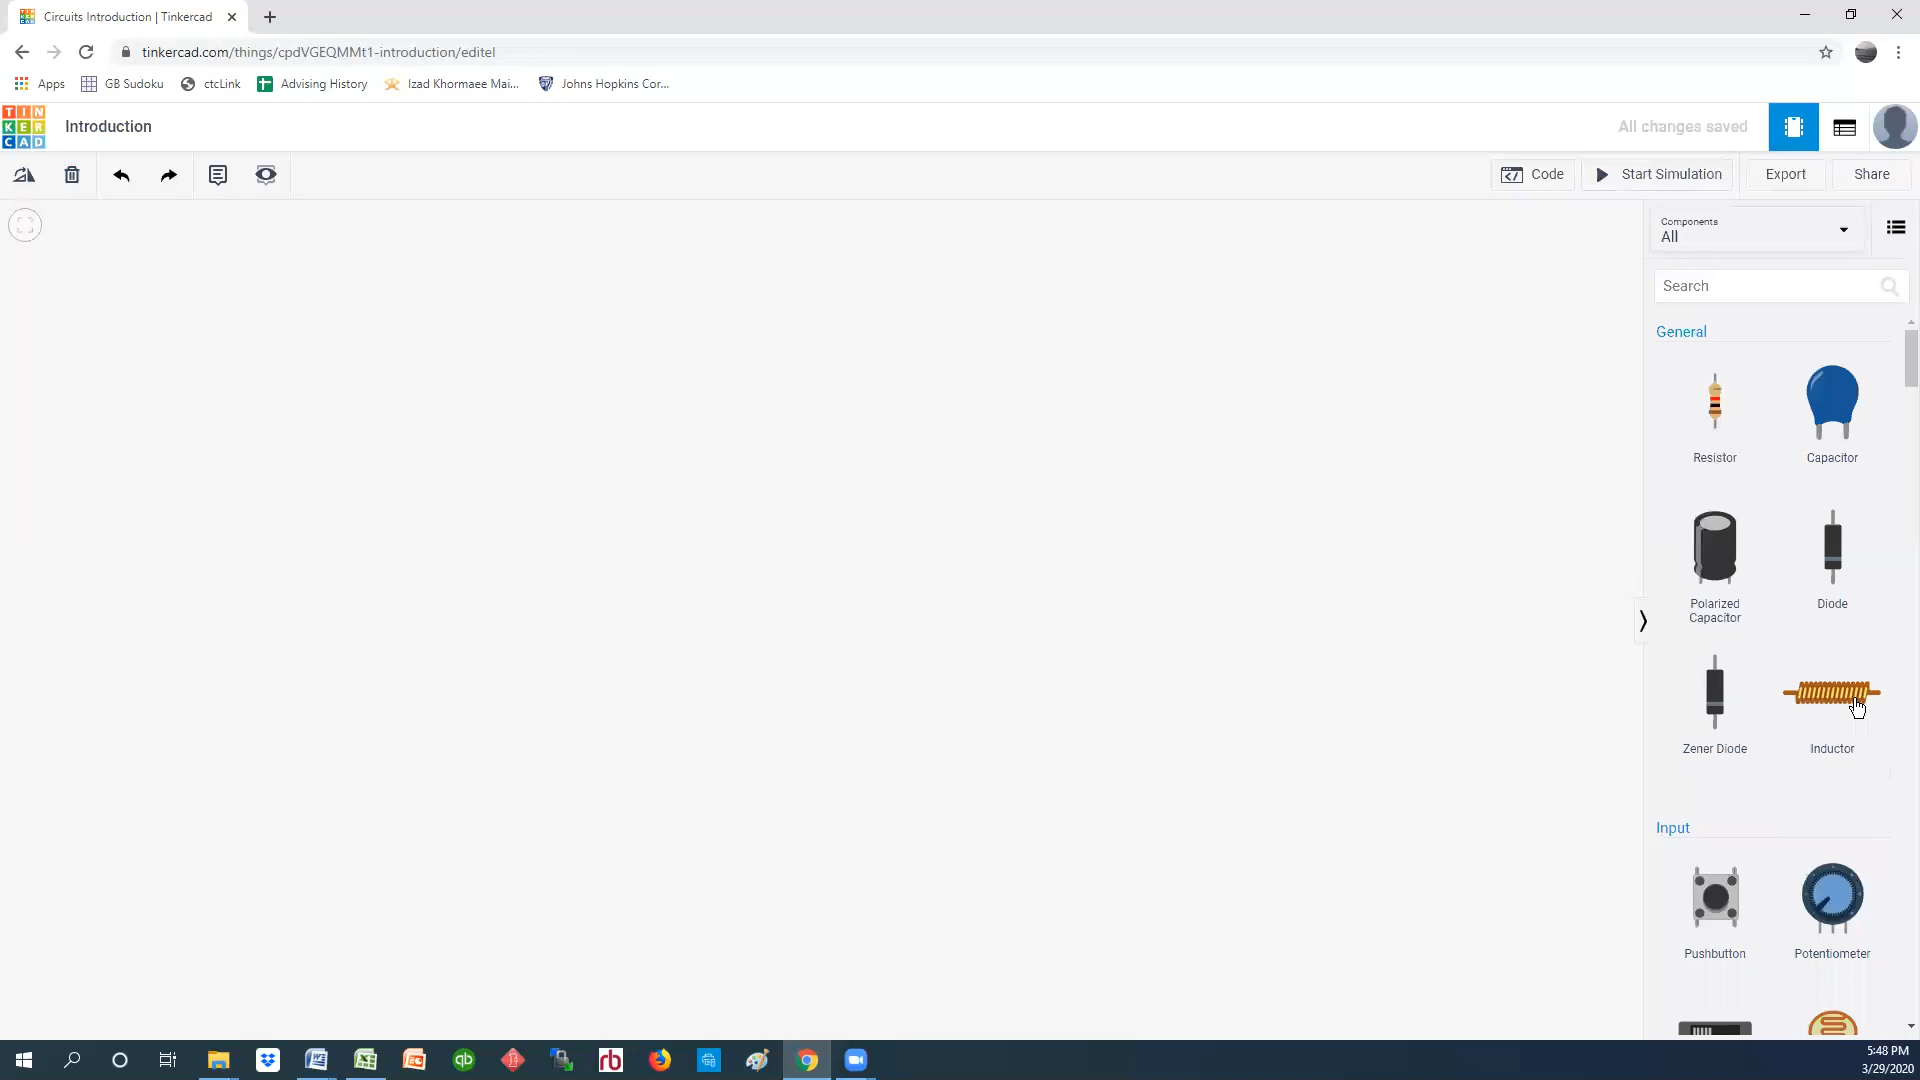 Circuits Introduction | Tinkercad
tinkercad.com/things/cpdVGEQMMt1-introduction/editel
Apps GB Sudoku ctcLink Advising History Izad Khormaee Mai... Johns Hopkins Cor...
TIN
KER
CAD
Introduction
All changes saved
Code Start Simulation Export Share
Components
All
Search
General
Resistor Capacitor
Polarized
Capacitor
Diode
Zener Diode Inductor
Input
Pushbutton Potentiometer
qb rb
5:48 PM
3/29/2020